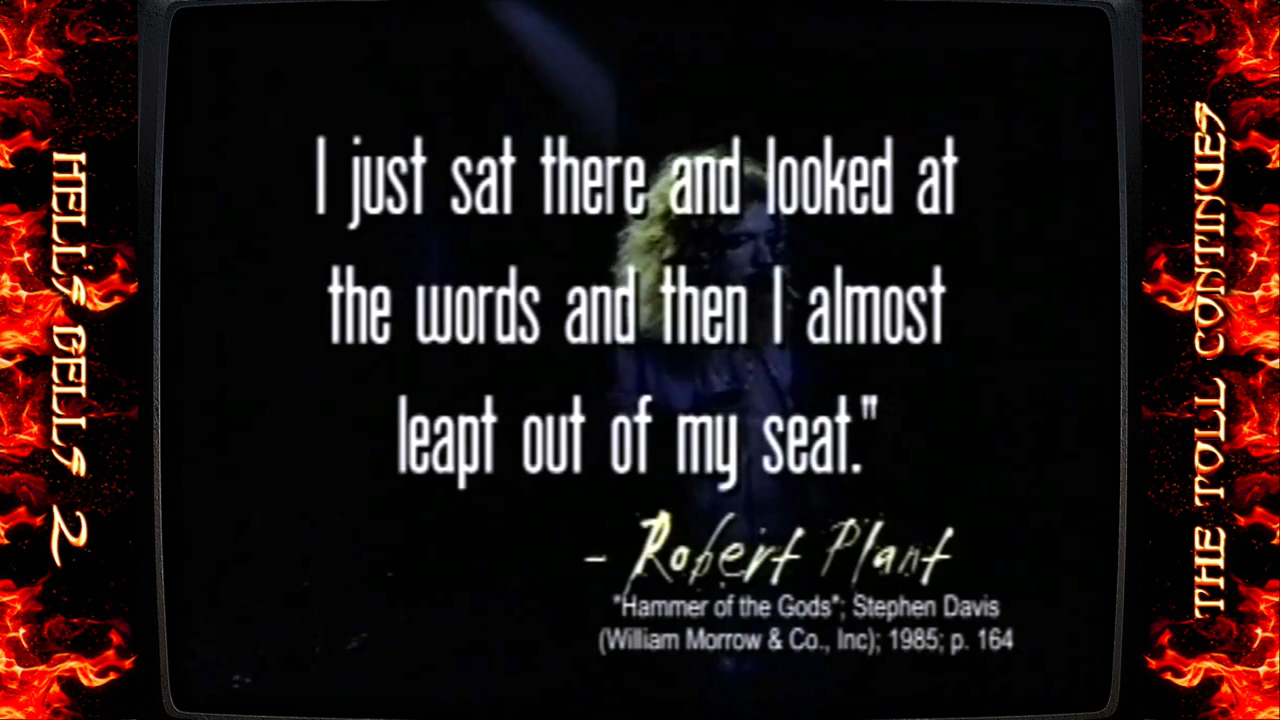 HELL'S BELLS 2
I just sat there and looked at
the words and then I almost
leapt out of my seat."
– Robert Plant
"Hammer of the Gods"; Stephen Davis
(William Morrow & Co., Inc); 1985; p. 164
THE TOLL CONTINUES